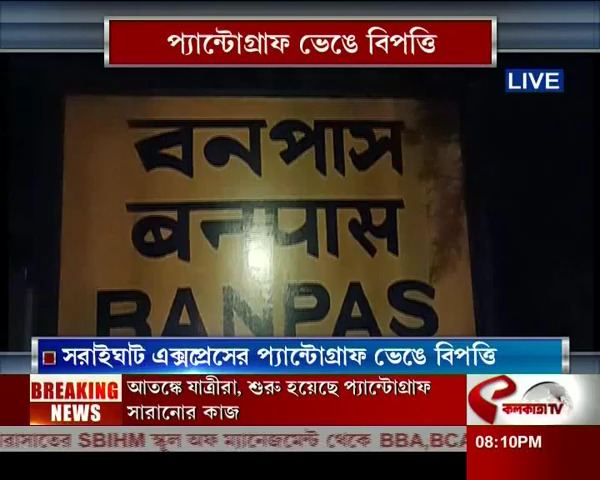 প্যান্টোগ্রাফ ভেঙে বিপত্তি
LIVE
বনপাস
बनपास
BANPAS
সরাইঘাট এক্সপ্রেসের প্যান্টোগ্রাফ ভেঙে বিপত্তি
BREAKING NEWS
আতঙ্কে যাত্রীরা, শুরু হয়েছে প্যান্টোগ্রাফ
সারানোর কাজ
কলকাতা TV
রাসাতের SBIHM স্কুল অফ ম্যানেজমেন্ট থেকে BBA,BCA
08:10PM